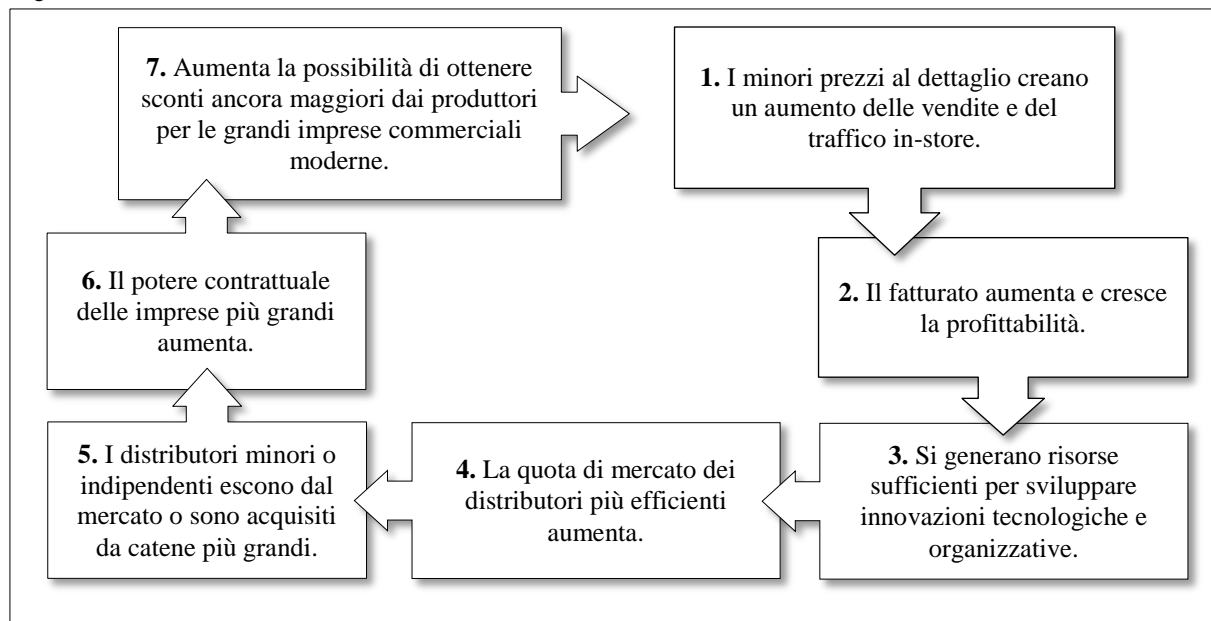 7. Aumenta la possibilità di ottenere
sconti ancora maggiori dai produttori
per le grandi imprese commerciali
moderne.
1. I minori prezzi al dettaglio creano
un aumento delle vendite e del
traffico in-store.
2. Il fatturato aumenta e cresce
la profittabilità.
3. Si generano risorse
sufficienti per sviluppare
innovazioni tecnologiche e
organizzative.
4. La quota di mercato dei
distributori più efficienti
aumenta.
5. I distributori minori o
indipendenti escono dal
mercato o sono acquisiti
da catene più grandi.
6. Il potere contrattuale
delle imprese più grandi
aumenta.